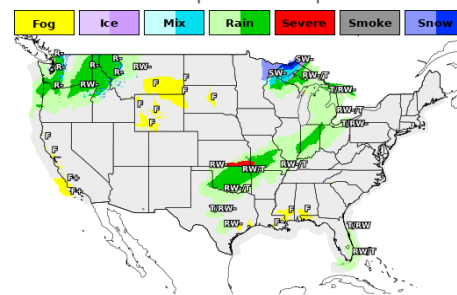 Fog Ice Mix Rain Severe Smoke Snow
R- R- SW-
R- R- RW- SW- RW-/T
R- RW- F F
F F T/RW-
F RW-/T
F F T/RW-
F RW- RW/T RW-/T
F+
F+ RW-/T
T/RW- F F
RW- F- T/RW
RW/T